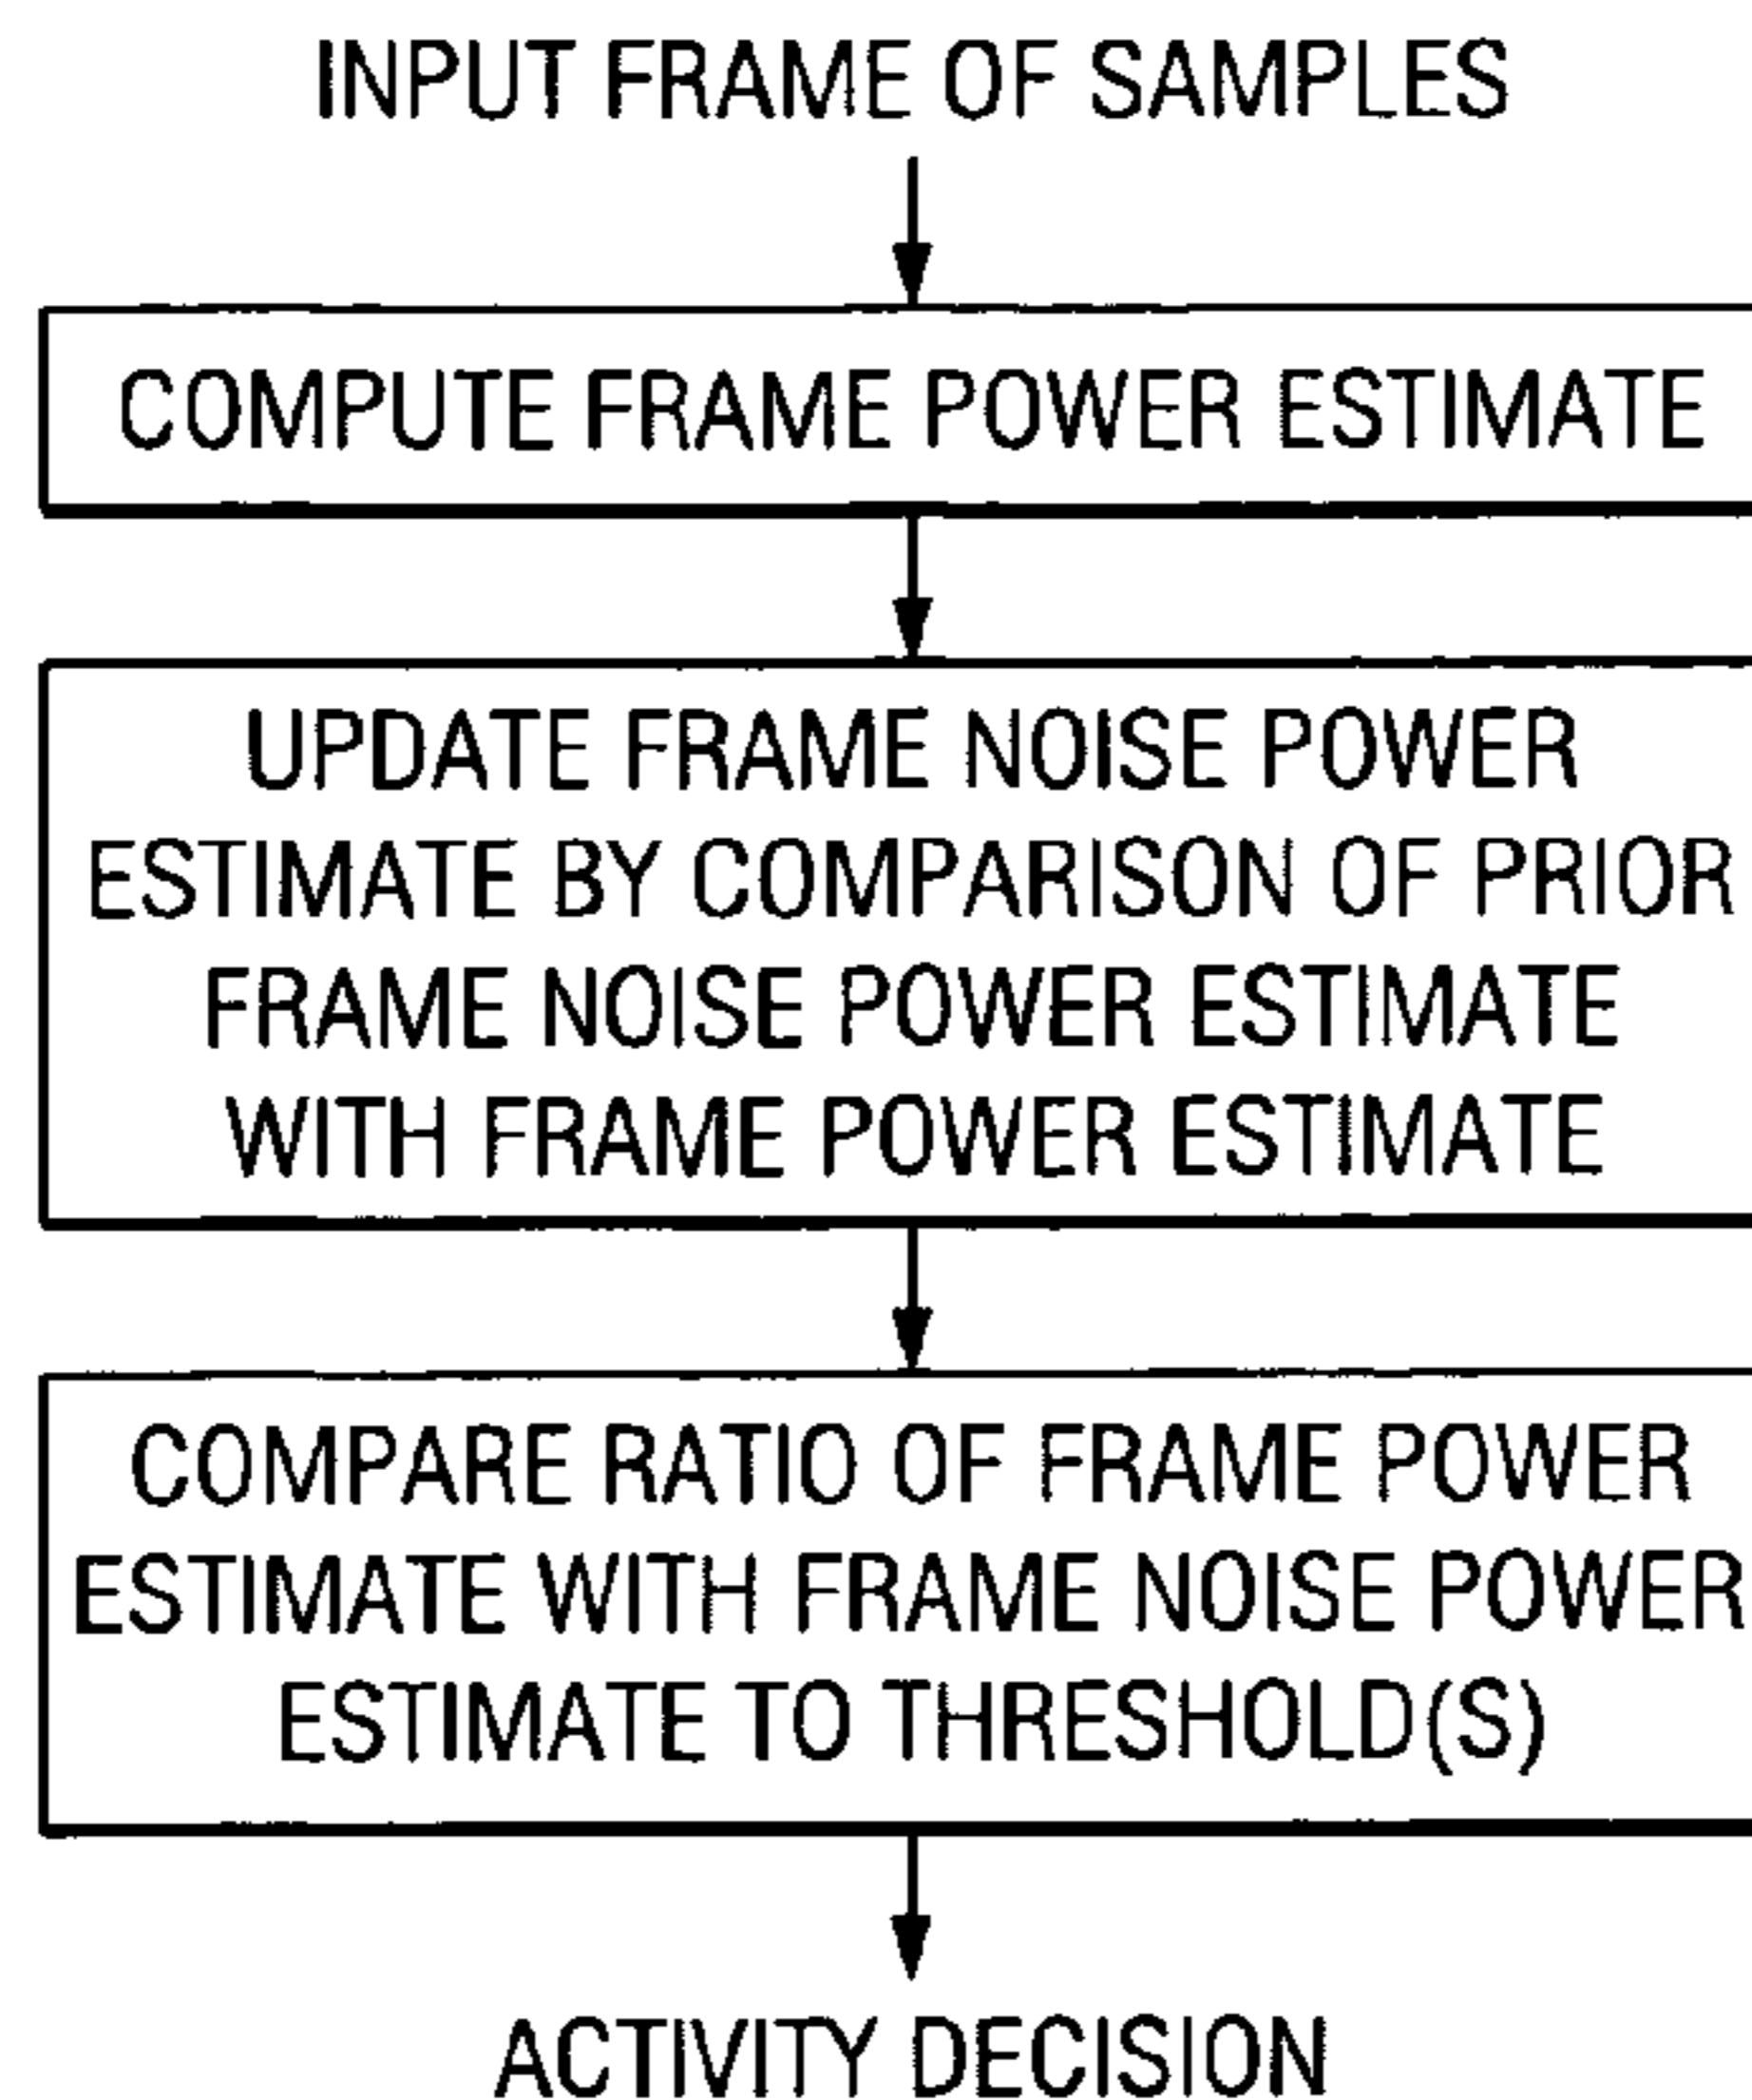 INPUT FRAME OF SAMPLES
COMPUTE FRAME POWER ESTIMATE
UPDATE FRAME NOISE POWER
ESTIMATE BY COMPARISON OF PRIOR
FRAME NOISE POWER ESTIMATE
WITH FRAME POWER ESTIMATE
COMPARE RATIO OF FRAME POWER
ESTIMATE WITH FRAME NOISE POWER
ESTIMATE TO THRESHOLD(S)
ACTIVITY DECISION